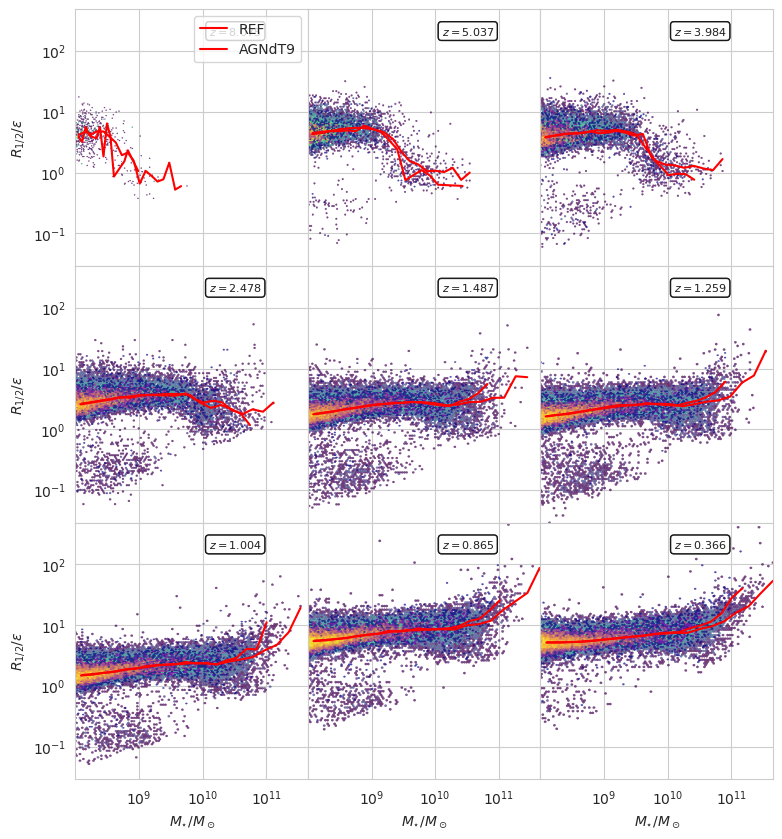 REF
AGNdT9
z = 5.037
z = 3.984
10²
10¹
10⁰
10⁻¹
R₁/₂/ϵ
z = 2.478
z = 1.487
z = 1.259
10²
10¹
10⁰
10⁻¹
R₁/₂/ϵ
z = 1.004
z = 0.865
z = 0.366
10²
10¹
10⁰
10⁻¹
R₁/₂/ϵ
10⁹ 10¹⁰ 10¹¹ 10⁹ 10¹⁰ 10¹¹ 10⁹ 10¹⁰ 10¹¹
M⋆/M⊙ M⋆/M⊙ M⋆/M⊙